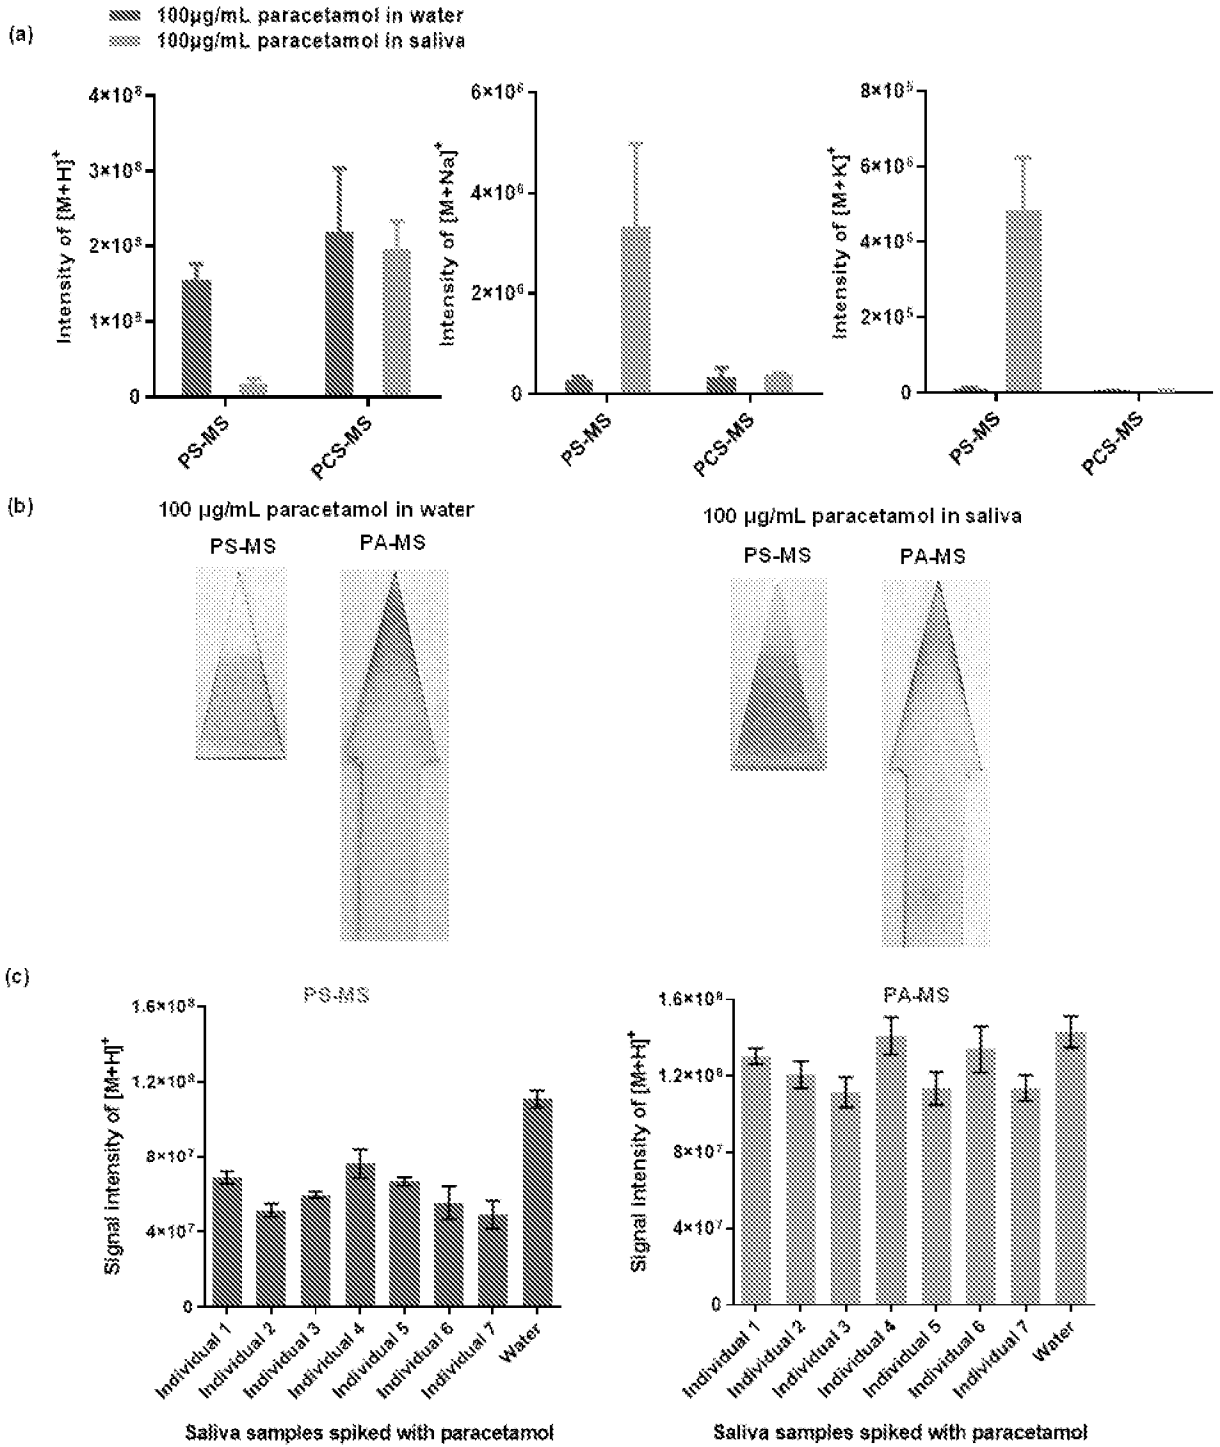 (a)
100µg/mL paracetamol in water
100µg/mL paracetamol in saliva
Intensity of [M+H]⁺
4×10⁸
3×10⁸
2×10⁸
1×10⁸
0
PS-MS
PCS-MS
Intensity of [M+Na]⁺
6×10⁶
4×10⁶
2×10⁶
0
PS-MS
PCS-MS
Intensity of [M+K]⁺
8×10⁵
6×10⁵
4×10⁵
2×10⁵
0
PS-MS
PCS-MS
(b)
100 µg/mL paracetamol in water
PS-MS
PA-MS
100 µg/mL paracetamol in saliva
PS-MS
PA-MS
(c)
PS-MS
Signal intensity of [M+H]⁺
1.6×10⁸
1.2×10⁸
8×10⁷
4×10⁷
0
Individual 1
Individual 2
Individual 3
Individual 4
Individual 5
Individual 6
Individual 7
Water
Saliva samples spiked with paracetamol
PA-MS
Signal intensity of [M+H]⁺
1.6×10⁸
1.2×10⁸
8×10⁷
4×10⁷
0
Individual 1
Individual 2
Individual 3
Individual 4
Individual 5
Individual 6
Individual 7
Water
Saliva samples spiked with paracetamol